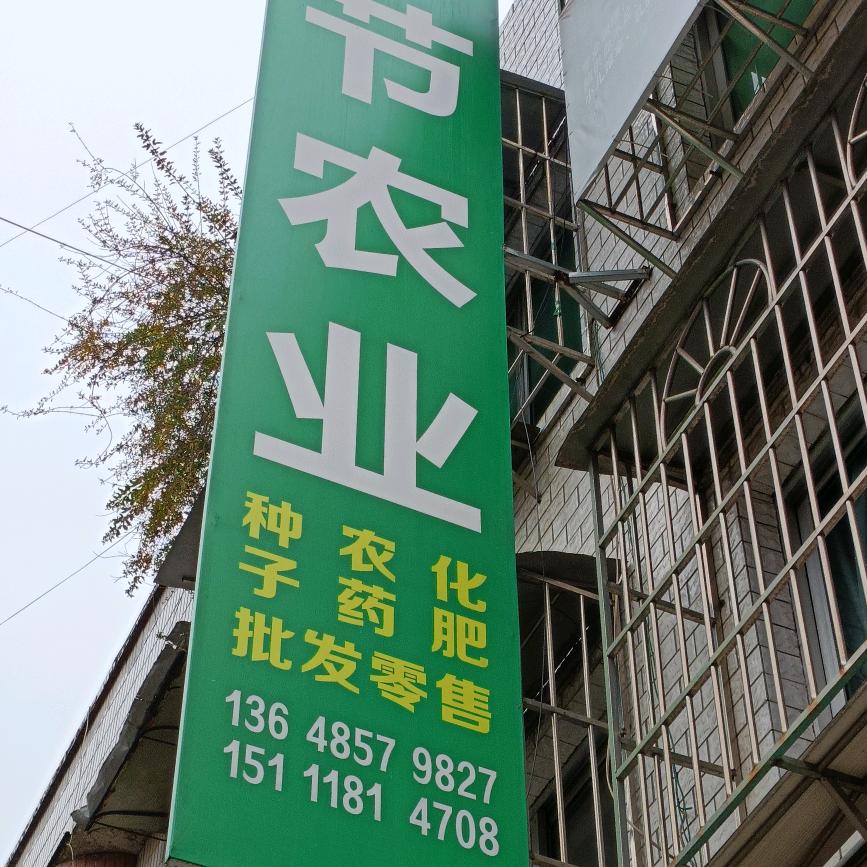 节
农
业
种子 农药 化肥
批发零售
136 4857 9827
151 1181 4708